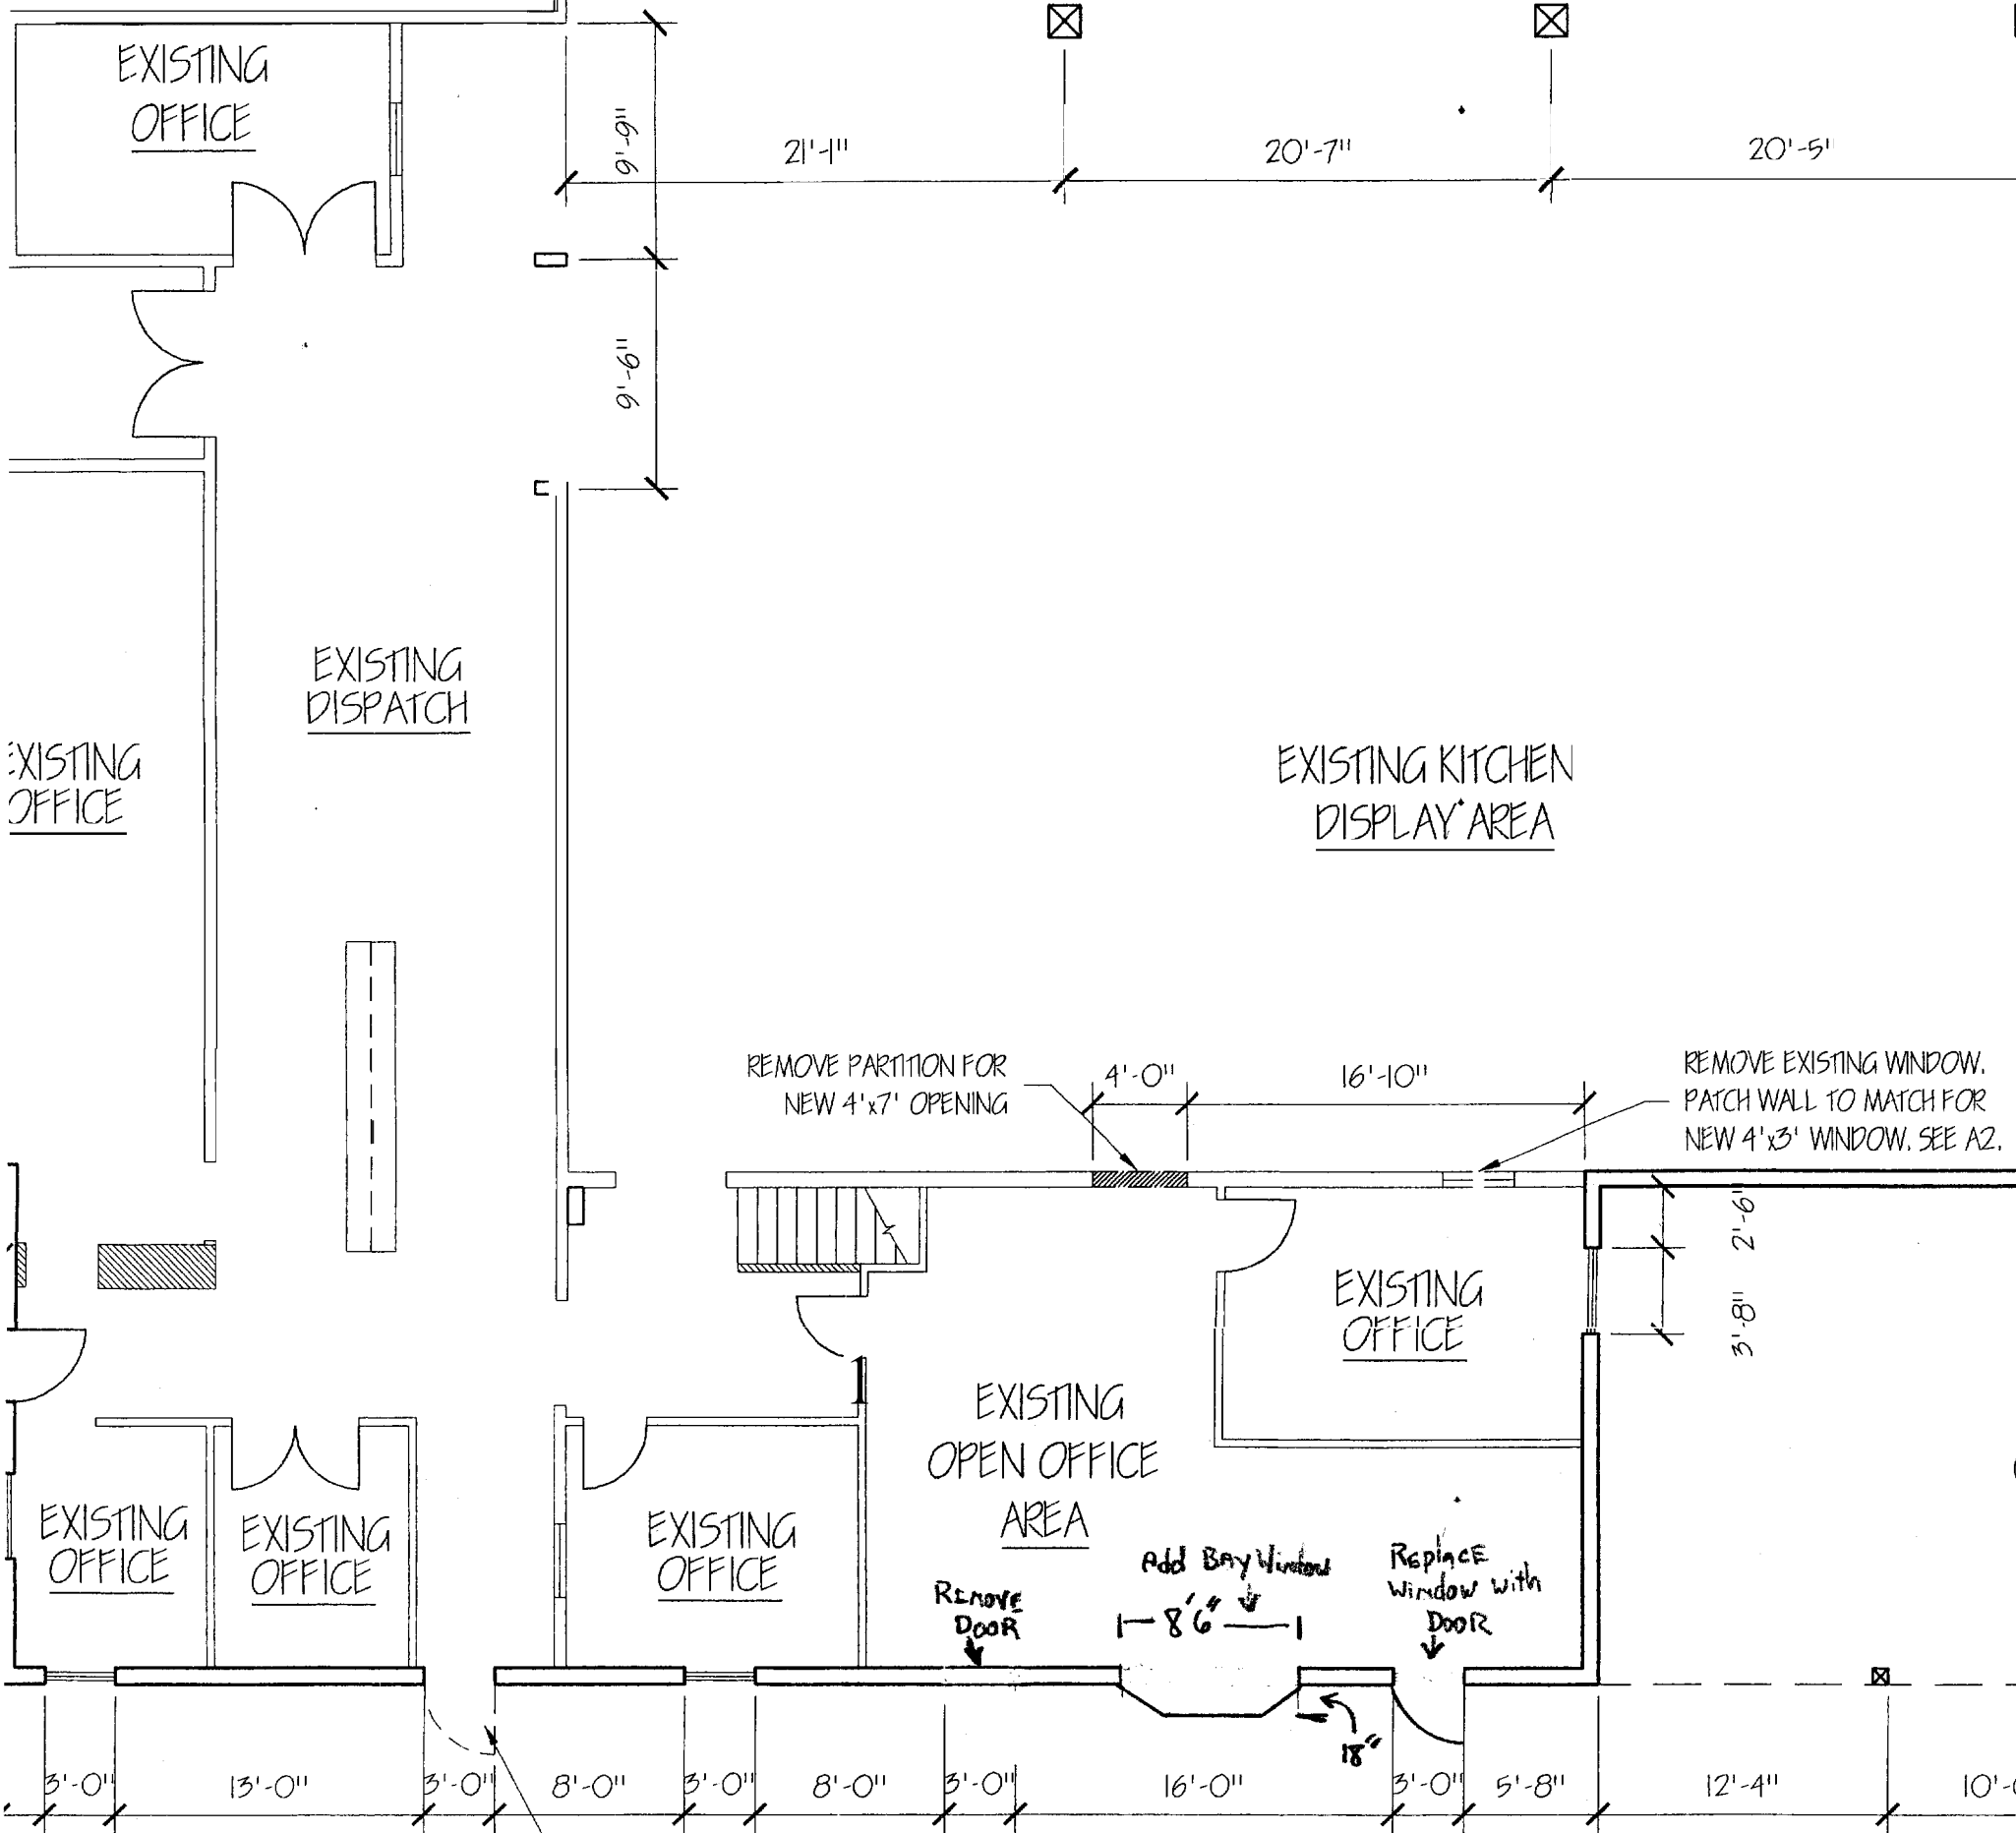 EXISTING
OFFICE
9'-9"
21'-1"
20'-7"
20'-5"
9'-6"
EXISTING
DISPATCH
EXISTING
OFFICE
EXISTING KITCHEN
DISPLAY AREA
REMOVE PARTITION FOR
NEW 4'x7' OPENING
4'-0"
16'-10"
REMOVE EXISTING WINDOW.
PATCH WALL TO MATCH FOR
NEW 4'x3' WINDOW. SEE A2.
2'-6"
3'-8"
EXISTING
OFFICE
1
EXISTING
OPEN OFFICE
AREA
EXISTING
OFFICE
EXISTING
OFFICE
EXISTING
OFFICE
REMOVE
DOOR
Add BAY Window
8'6"
REPlACE
Window with
DOOR
18"
3'-0"
13'-0"
3'-0"
8'-0"
3'-0"
8'-0"
3'-0"
16'-0"
3'-0"
5'-8"
12'-4"